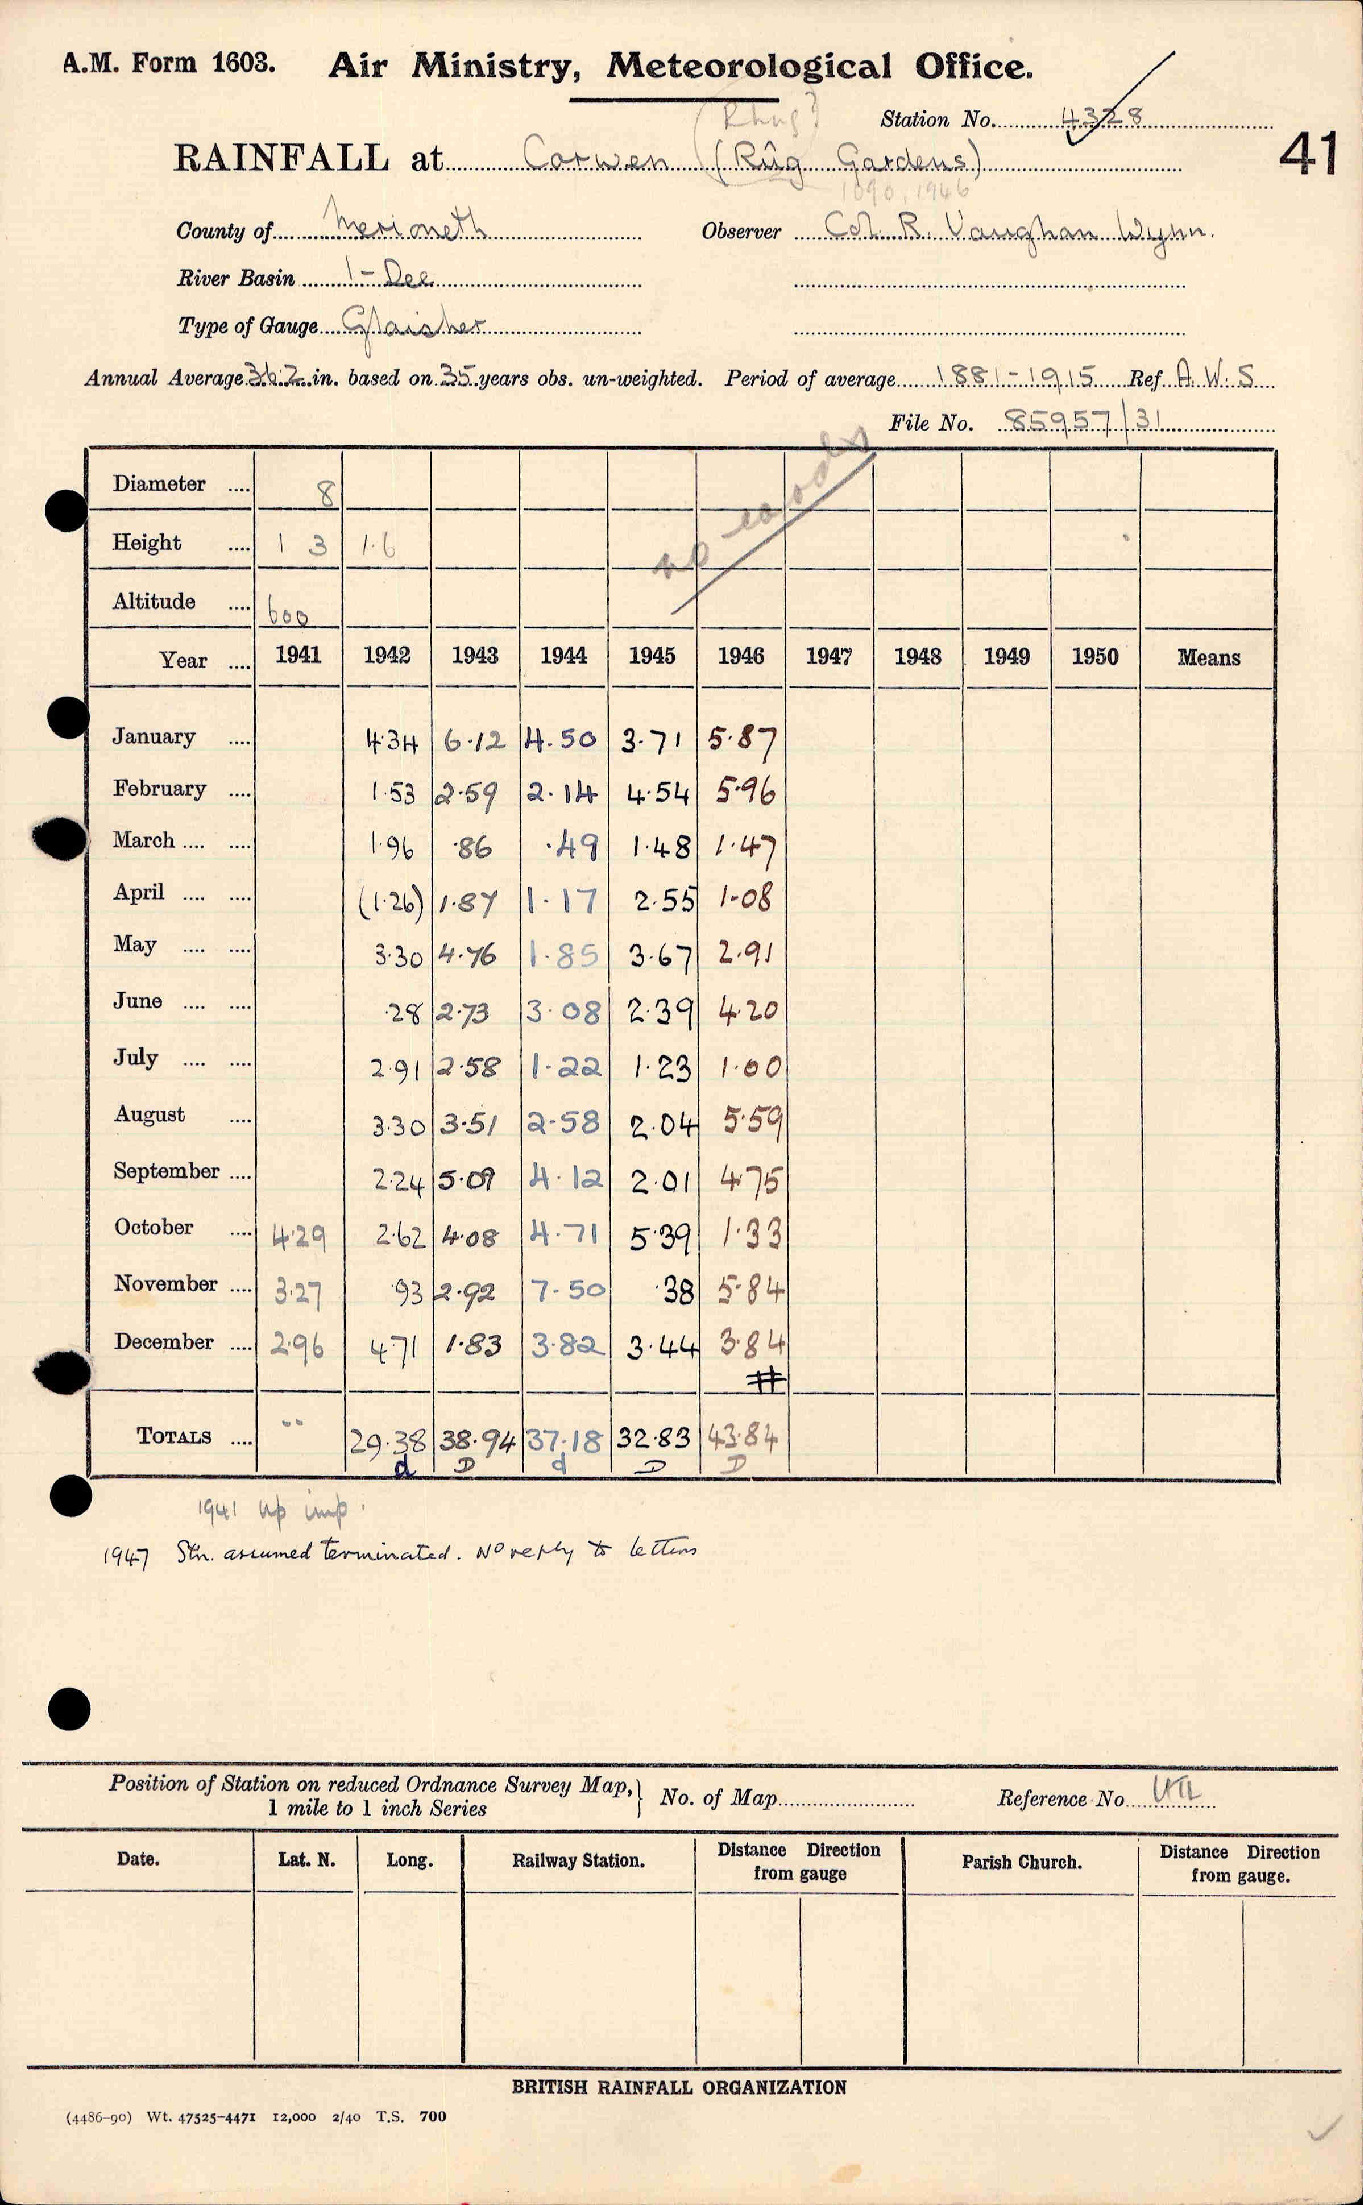 A.M. Form 1603. Air Ministry, Meteorological Office.
(Rhug?
Station No. 4328
41
RAINFALL at Corwen (Rûg Gardens)
1090, 1946
County of Merioneth Observer Col. R. Vaughan Wynn.
River Basin 1-Dee
Type of Gauge Glaisher
Annual Average 36.2 in. based on 35 years obs. un-weighted. Period of average 1881-1915 Ref A.W.S
File No. 85957/31
no cards
Diameter .... 8
Height .... 1 3 1.6
Altitude .... 600
Year .... 1941 1942 1943 1944 1945 1946 1947 1948 1949 1950 Means
January .... 4.34 6.12 4.50 3.71 5.87
February .... 1.53 2.59 2.14 4.54 5.96
March .... .... 1.96 .86 .49 1.48 1.47
April .... .... (1.26) 1.87 1.17 2.55 1.08
May .... .... 3.30 4.76 1.85 3.67 2.91
June .... .... .28 2.73 3.08 2.39 4.20
July .... .... 2.91 2.58 1.22 1.23 1.00
August .... 3.30 3.51 2.58 2.04 5.59
September .... 2.24 5.09 4.12 2.01 4.75
October .... 4.29 2.62 4.08 4.71 5.39 1.33
November .... 3.27 .93 2.92 7.50 .38 5.84
December .... 2.96 4.71 1.83 3.82 3.44 3.84
#
TOTALS .... 29.38 38.94 37.18 32.83 43.84
d D d D D
1941 up imp.
1947 Stn. assumed terminated. No reply to letters
Position of Station on reduced Ordnance Survey Map, } No. of Map Reference No.
1 mile to 1 inch Series
Date. Lat. N. Long. Railway Station. Distance Direction from gauge Parish Church. Distance Direction from gauge.
BRITISH RAINFALL ORGANIZATION
(4486-90) Wt. 47525-4471 12,000 2/40 T.S. 700